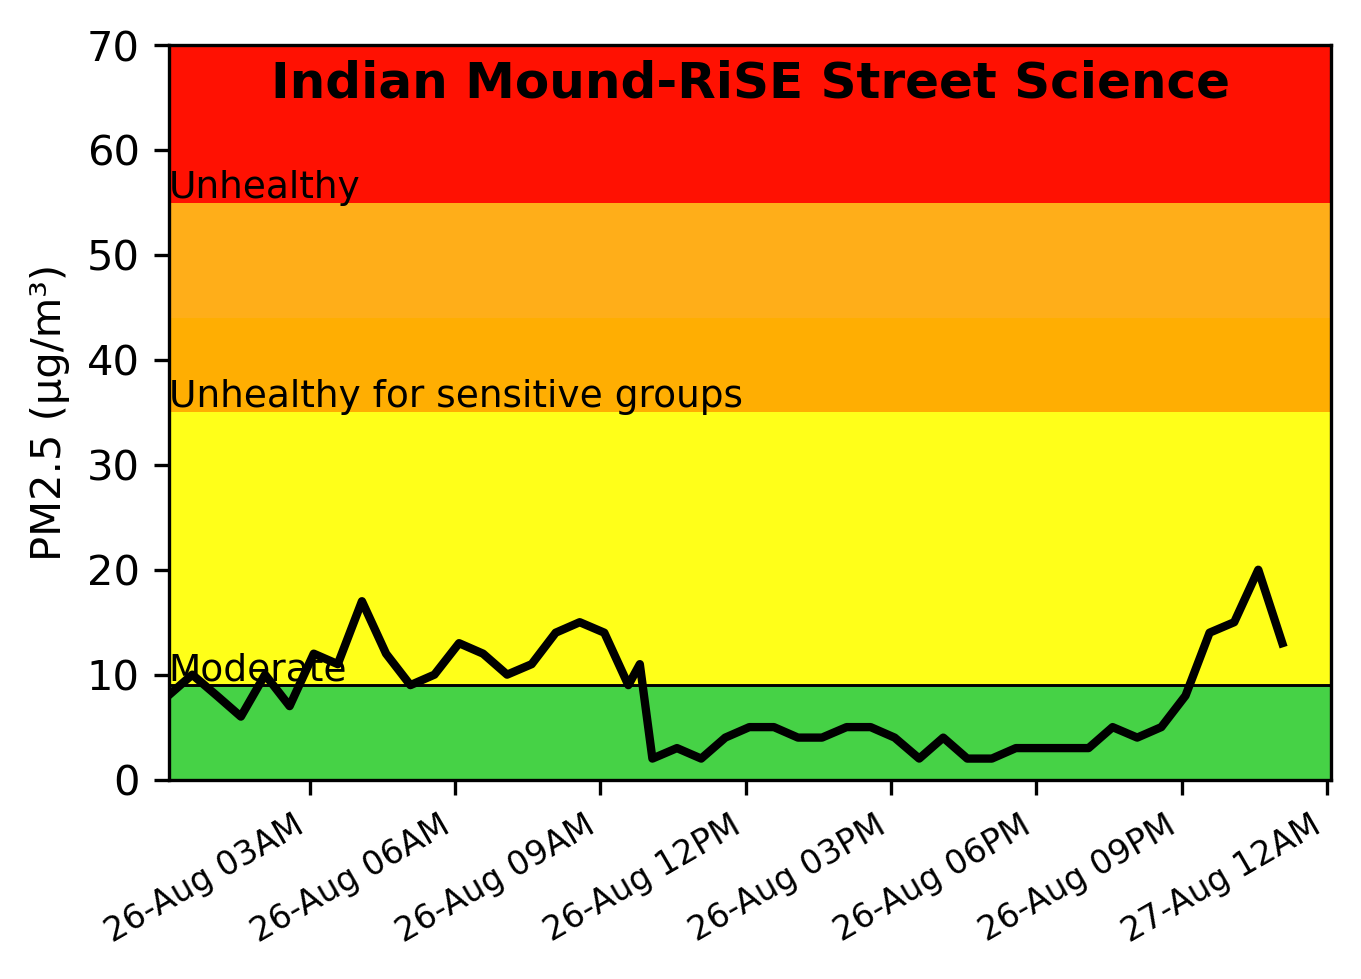 Indian Mound-RiSE Street Science
PM2.5 (µg/m³)
70
60
50
40
30
20
10
0
Unhealthy
Unhealthy for sensitive groups
Moderate
26-Aug 03AM
26-Aug 06AM
26-Aug 09AM
26-Aug 12PM
26-Aug 03PM
26-Aug 06PM
26-Aug 09PM
27-Aug 12AM